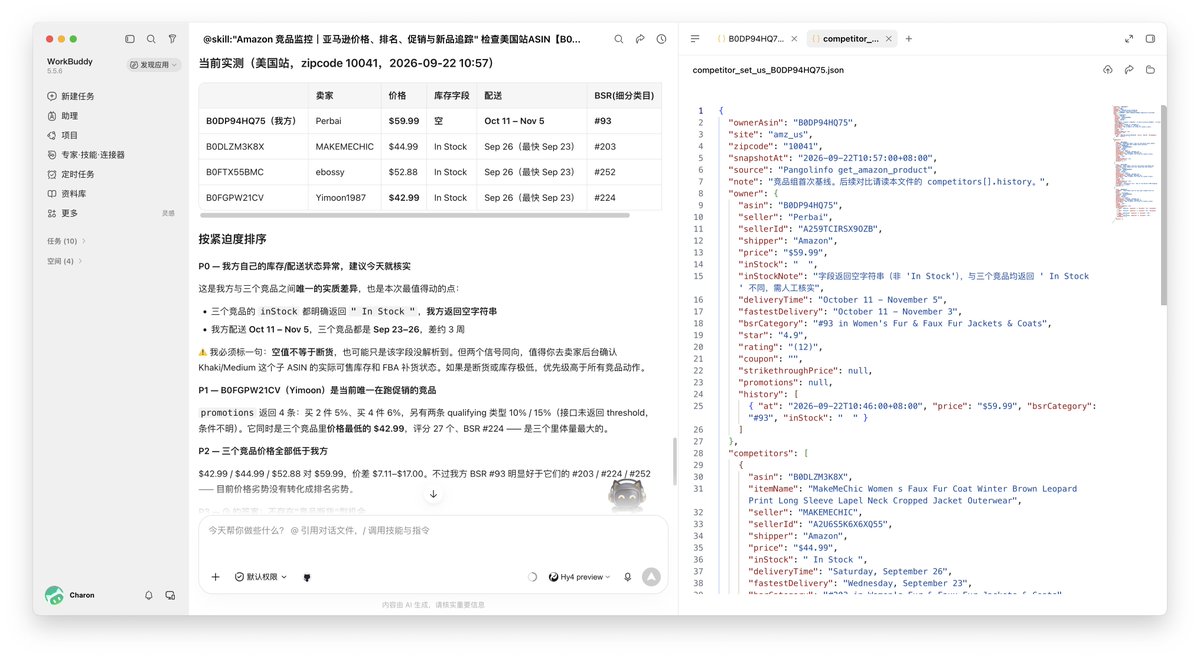 WorkBuddy
5.5.6
发现应用
新建任务
助理
项目
专家·技能·连接器
定时任务
资料库
更多
灵感
任务 (10)
空间 (4)
Charon
@skill:"Amazon 竞品监控｜亚马逊价格、排名、促销与新品追踪" 检查美国站ASIN【B0...
当前实测（美国站，zipcode 10041，2026-09-22 10:57）
卖家 价格 库存字段 配送 BSR(细分类目)
B0DP94HQ75（我方） Perbai $59.99 空 Oct 11 – Nov 5 #93
B0DLZM3K8X MAKEMECHIC $44.99 In Stock Sep 26（最快 Sep 23） #203
B0FTX55BMC ebossy $52.88 In Stock Sep 26（最快 Sep 23） #252
B0FGPW21CV Yimoon1987 $42.99 In Stock Sep 26（最快 Sep 23） #224
按紧迫度排序
P0 — 我方自己的库存/配送状态异常，建议今天就核实
这是我方与三个竞品之间唯一的实质差异，也是本次最值得动的点：
• 三个竞品的 inStock 都明确返回 " In Stock "，我方返回空字符串
• 我方配送 Oct 11 – Nov 5，三个竞品都是 Sep 23–26，差约 3 周
⚠️ 我必须标一句：空值不等于断货，也可能只是该字段没解析到。但两个信号同向，值得你去卖家后台确认
Khaki/Medium 这个子 ASIN 的实际可售库存和 FBA 补货状态。如果是断货或库存极低，优先级高于所有竞品动作。
P1 — B0FGPW21CV（Yimoon）是当前唯一在跑促销的竞品
promotions 返回 4 条：买 2 件 5%、买 4 件 6%，另有两条 qualifying 类型 10% / 15%（接口未返回 threshold，
条件不明）。它同时是三个竞品里价格最低的 $42.99，评分 27 个、BSR #224 —— 是三个里体量最大的。
P2 — 三个竞品价格全部低于我方
$42.99 / $44.99 / $52.88 对 $59.99，价差 $7.11–$17.00。不过我方 BSR #93 明显好于它们的 #203 / #224 / #252
—— 目前价格劣势没有转化成排名劣势。
今天帮你做些什么？ @ 引用对话文件，/ 调用技能与指令
默认权限
Hy4 preview
内容由 AI 生成，请核实重要信息
B0DP94HQ7...
competitor_...
competitor_set_us_B0DP94HQ75.json
1 {
2 "ownerAsin": "B0DP94HQ75",
3 "site": "amz_us",
4 "zipcode": "10041",
5 "snapshotAt": "2026-09-22T10:57:00+08:00",
6 "source": "Pangolinfo get_amazon_product",
7 "note": "竞品组首次基线。后续对比请读本文件的 competitors[].history。",
8 "owner": {
9 "asin": "B0DP94HQ75",
10 "seller": "Perbai",
11 "sellerId": "A259TCIRSX9OZB",
12 "shipper": "Amazon",
13 "price": "$59.99",
14 "inStock": "  ",
15 "inStockNote": "字段返回空字符串（非 'In Stock'），与三个竞品均返回 ' In Stock
' 不同，需人工核实",
16 "deliveryTime": "October 11 - November 5",
17 "fastestDelivery": "October 11 - November 3",
18 "bsrCategory": "#93 in Women's Fur & Faux Fur Jackets & Coats",
19 "star": "4.9",
20 "rating": "(12)",
21 "coupon": "",
22 "strikethroughPrice": null,
23 "promotions": null,
24 "history": [
25 { "at": "2026-09-22T10:46:00+08:00", "price": "$59.99", "bsrCategory":
"#93", "inStock": "  " }
26 ]
27 },
28 "competitors": [
29 {
30 "asin": "B0DLZM3K8X",
31 "itemName": "MakeMeChic Women s Faux Fur Coat Winter Brown Leopard
Print Long Sleeve Lapel Neck Cropped Jacket Outerwear",
32 "seller": "MAKEMECHIC",
33 "sellerId": "A2U6S5K6X6XQ55",
34 "shipper": "Amazon",
35 "price": "$44.99",
36 "inStock": " In Stock ",
37 "deliveryTime": "Saturday, September 26",
38 "fastestDelivery": "Wednesday, September 23",